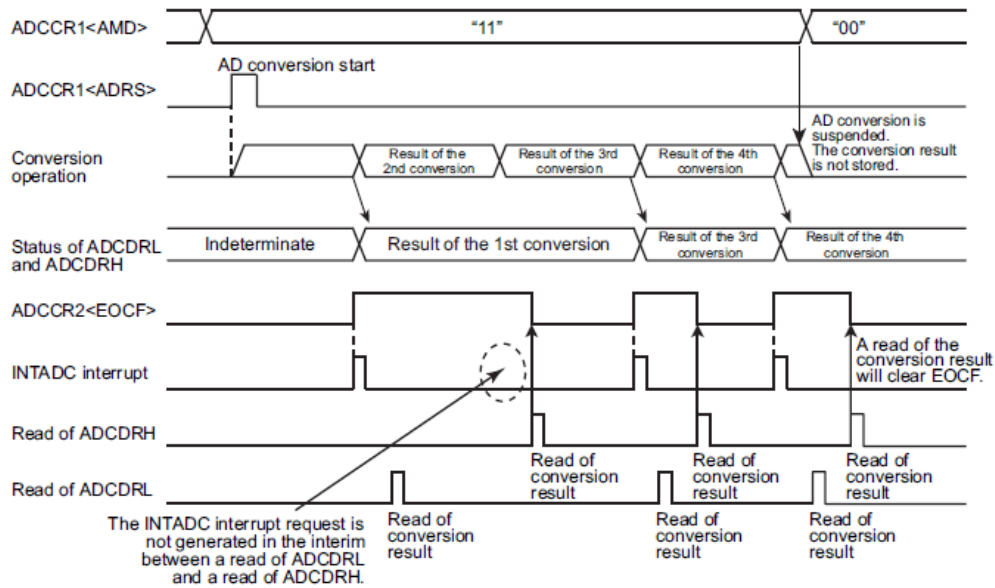 ADCCR1<AMD>
"11"
"00"
AD conversion start
ADCCR1<ADRS>
AD conversion is
suspended.
The conversion result
is not stored.
Conversion
operation
Result of the
2nd conversion
Result of the 3rd
conversion
Result of the 4th
conversion
Status of ADCDRL
and ADCDRH
Indeterminate
Result of the 1st conversion
Result of the 3rd
conversion
Result of the 4th
conversion
ADCCR2<EOCF>
A read of the
conversion result
will clear EOCF.
INTADC interrupt
Read of ADCDRH
Read of
conversion
result
Read of
conversion
result
Read of
conversion
result
Read of ADCDRL
Read of
conversion
result
Read of
conversion
result
Read of
conversion
result
The INTADC interrupt request is
not generated in the interim
between a read of ADCDRL
and a read of ADCDRH.